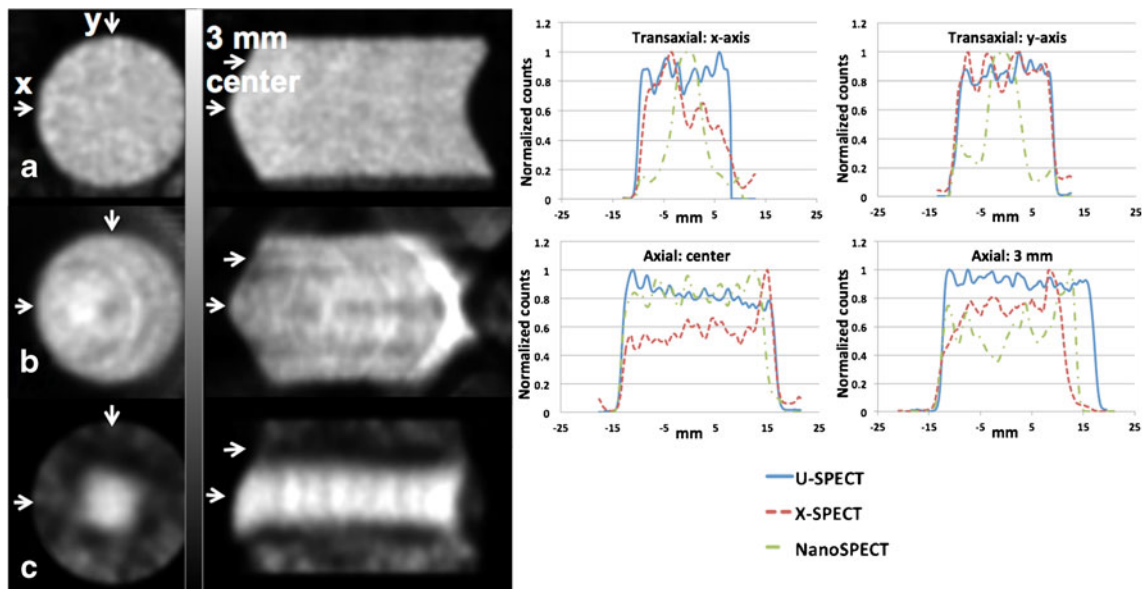 y
x
a
3 mm
center
b
c
Transaxial: x-axis
Normalized counts
1.2
1
0.8
0.6
0.4
0.2
0
-25 -15 -5 5 15 25
mm
Transaxial: y-axis
Normalized counts
1.2
1
0.8
0.6
0.4
0.2
0
-25 -15 -5 5 15 25
mm
Axial: center
Normalized counts
1.2
1
0.8
0.6
0.4
0.2
0
-25 -15 -5 5 15 25
mm
Axial: 3 mm
Normalized counts
1.2
1
0.8
0.6
0.4
0.2
0
-25 -15 -5 5 15 25
mm
U-SPECT
X-SPECT
NanoSPECT